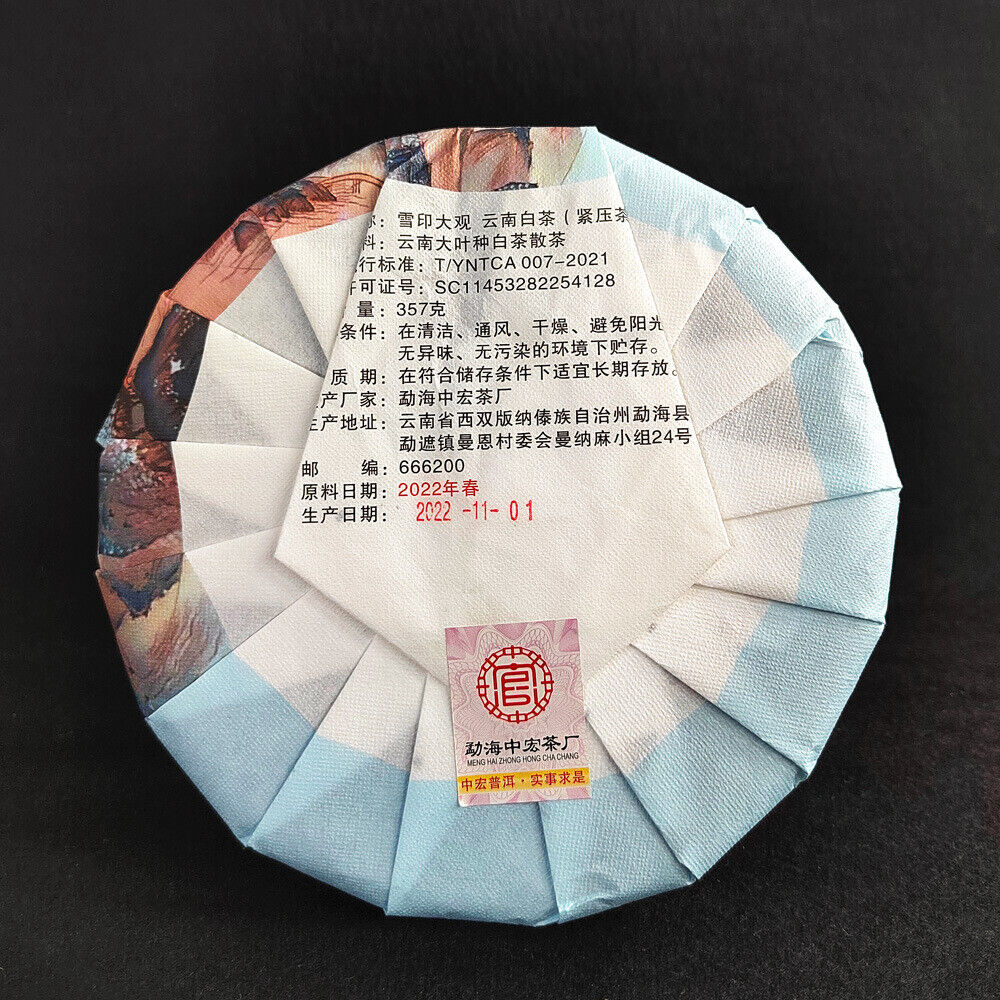 称：雪印大观 云南白茶（紧压茶
料：云南大叶种白茶散茶
行标准：T/YNTCA 007-2021
许可证号：SC11453282254128
量：357克
条件：在清洁、通风、干燥、避免阳光
无异味、无污染的环境下贮存。
质 期：在符合储存条件下适宜长期存放。
生产厂家：勐海中宏茶厂
生产地址：云南省西双版纳傣族自治州勐海县
勐遮镇曼恩村委会曼纳麻小组24号
邮 编：666200
原料日期：2022年春
生产日期：2022-11-01
勐海中宏茶厂
MENG HAI ZHONG HONG CHA CHANG
中宏普洱·实事求是